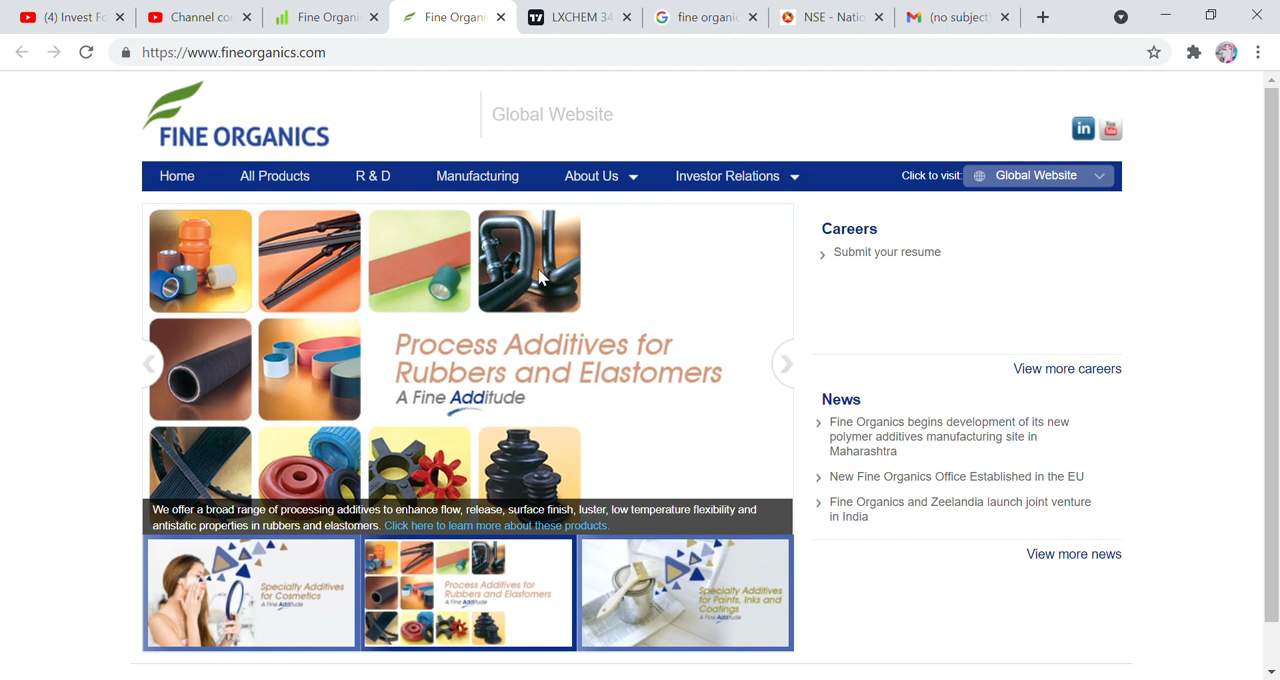 (4) Invest Fo
Channel co
Fine Organi
Fine Organi
LXCHEM 34
fine organic
NSE - Natio
(no subject)
https://www.fineorganics.com
FINE ORGANICS
Global Website
in
You
Tube
Home
All Products
R & D
Manufacturing
About Us
Investor Relations
Click to visit:
Global Website
Process Additives for
Rubbers and Elastomers
A Fine Additude
We offer a broad range of processing additives to enhance flow, release, surface finish, luster, low temperature flexibility and
antistatic properties in rubbers and elastomers. Click here to learn more about these products.
Specialty Additives
for Cosmetics
A Fine Additude
Process Additives for
Rubbers and Elastomers
A Fine Additude
Specialty Additives
for Paints, Inks and
Coatings
A Fine Additude
Careers
Submit your resume
View more careers
News
Fine Organics begins development of its new
polymer additives manufacturing site in
Maharashtra
New Fine Organics Office Established in the EU
Fine Organics and Zeelandia launch joint venture
in India
View more news